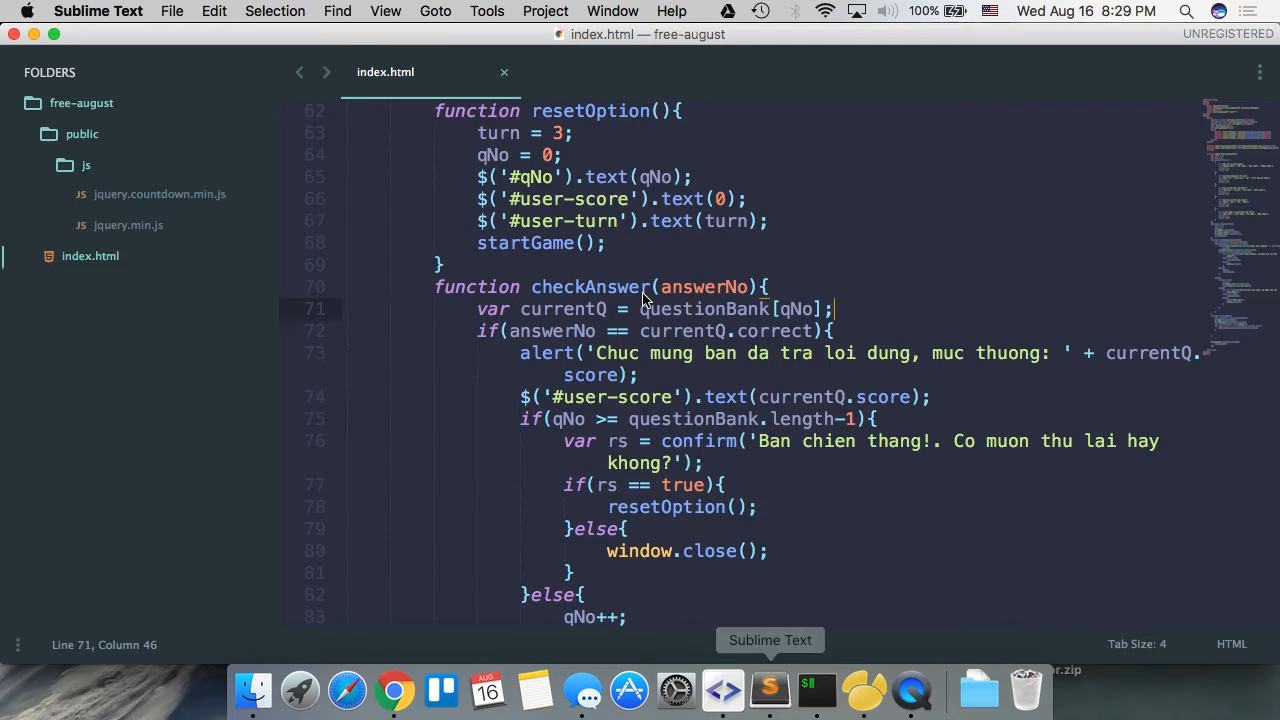 Sublime Text File Edit Selection Find View Goto Tools Project Window Help 100% Wed Aug 16 8:29 PM
index.html — free-august UNREGISTERED
FOLDERS
free-august
public
js
JS jquery.countdown.min.js
JS jquery.min.js
index.html
index.html ×
62 function resetOption(){
63 turn = 3;
64 qNo = 0;
65 $('#qNo').text(qNo);
66 $('#user-score').text(0);
67 $('#user-turn').text(turn);
68 startGame();
69 }
70 function checkAnswer(answerNo){
71 var currentQ = questionBank[qNo];
72 if(answerNo == currentQ.correct){
73 alert('Chuc mung ban da tra loi dung, muc thuong: ' + currentQ.
score);
74 $('#user-score').text(currentQ.score);
75 if(qNo >= questionBank.length-1){
76 var rs = confirm('Ban chien thang!. Co muon thu lai hay
khong?');
77 if(rs == true){
78 resetOption();
79 }else{
80 window.close();
81 }
82 }else{
83 qNo++;
Line 71, Column 46 Tab Size: 4 HTML
Sublime Text
or.zip
AUG
16
S
$